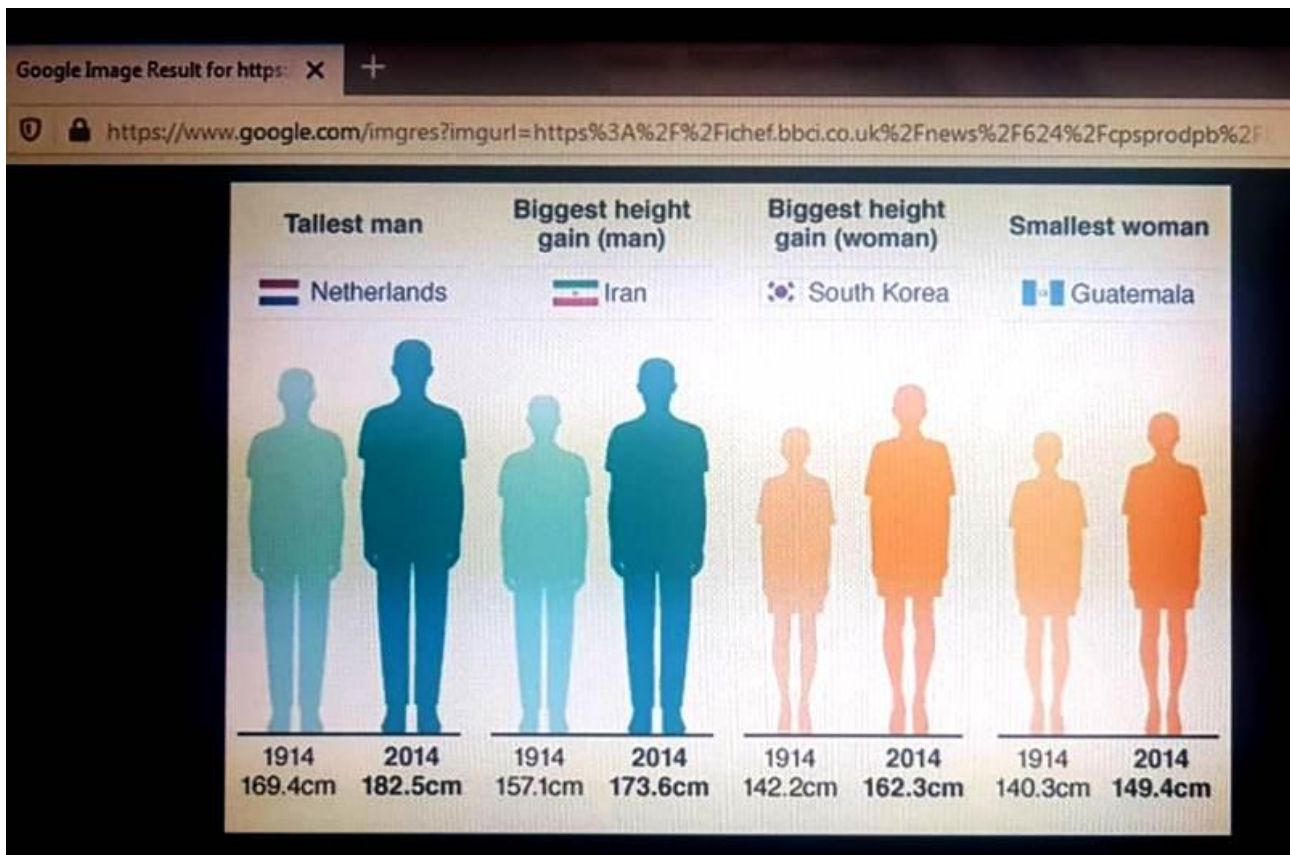 Google Image Result for https:
https://www.google.com/imgres?imgurl=https%3A%2F%2Fichef.bbci.co.uk%2Fnews%2F624%2Fcpsprodpb%2F
Tallest man
Biggest height
gain (man)
Biggest height
gain (woman)
Smallest woman
Netherlands
Iran
South Korea
Guatemala
1914
2014
1914
2014
1914
2014
1914
2014
169.4cm
182.5cm
157.1cm
173.6cm
142.2cm
162.3cm
140.3cm
149.4cm